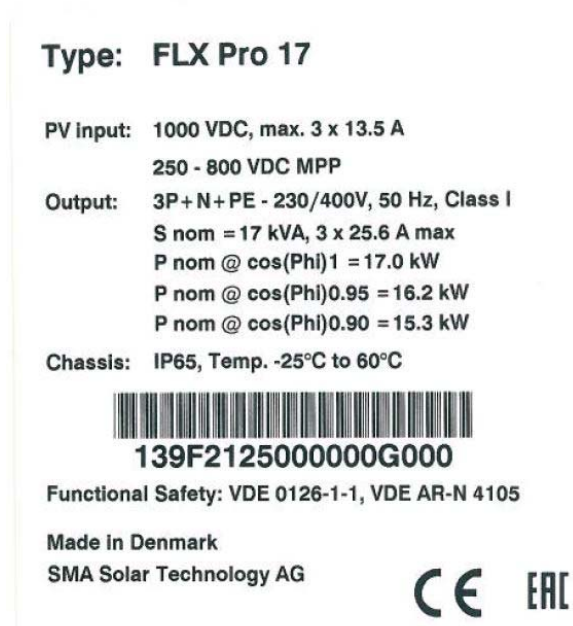 Type: FLX Pro 17
PV input: 1000 VDC, max. 3 x 13.5 A
250 - 800 VDC MPP
Output: 3P+N+PE - 230/400V, 50 Hz, Class I
S nom = 17 kVA, 3 x 25.6 A max
P nom @ cos(Phi)1 = 17.0 kW
P nom @ cos(Phi)0.95 = 16.2 kW
P nom @ cos(Phi)0.90 = 15.3 kW
Chassis: IP65, Temp. -25°C to 60°C
139F2125000000G000
Functional Safety: VDE 0126-1-1, VDE AR-N 4105
Made in Denmark
SMA Solar Technology AG
CE EAC